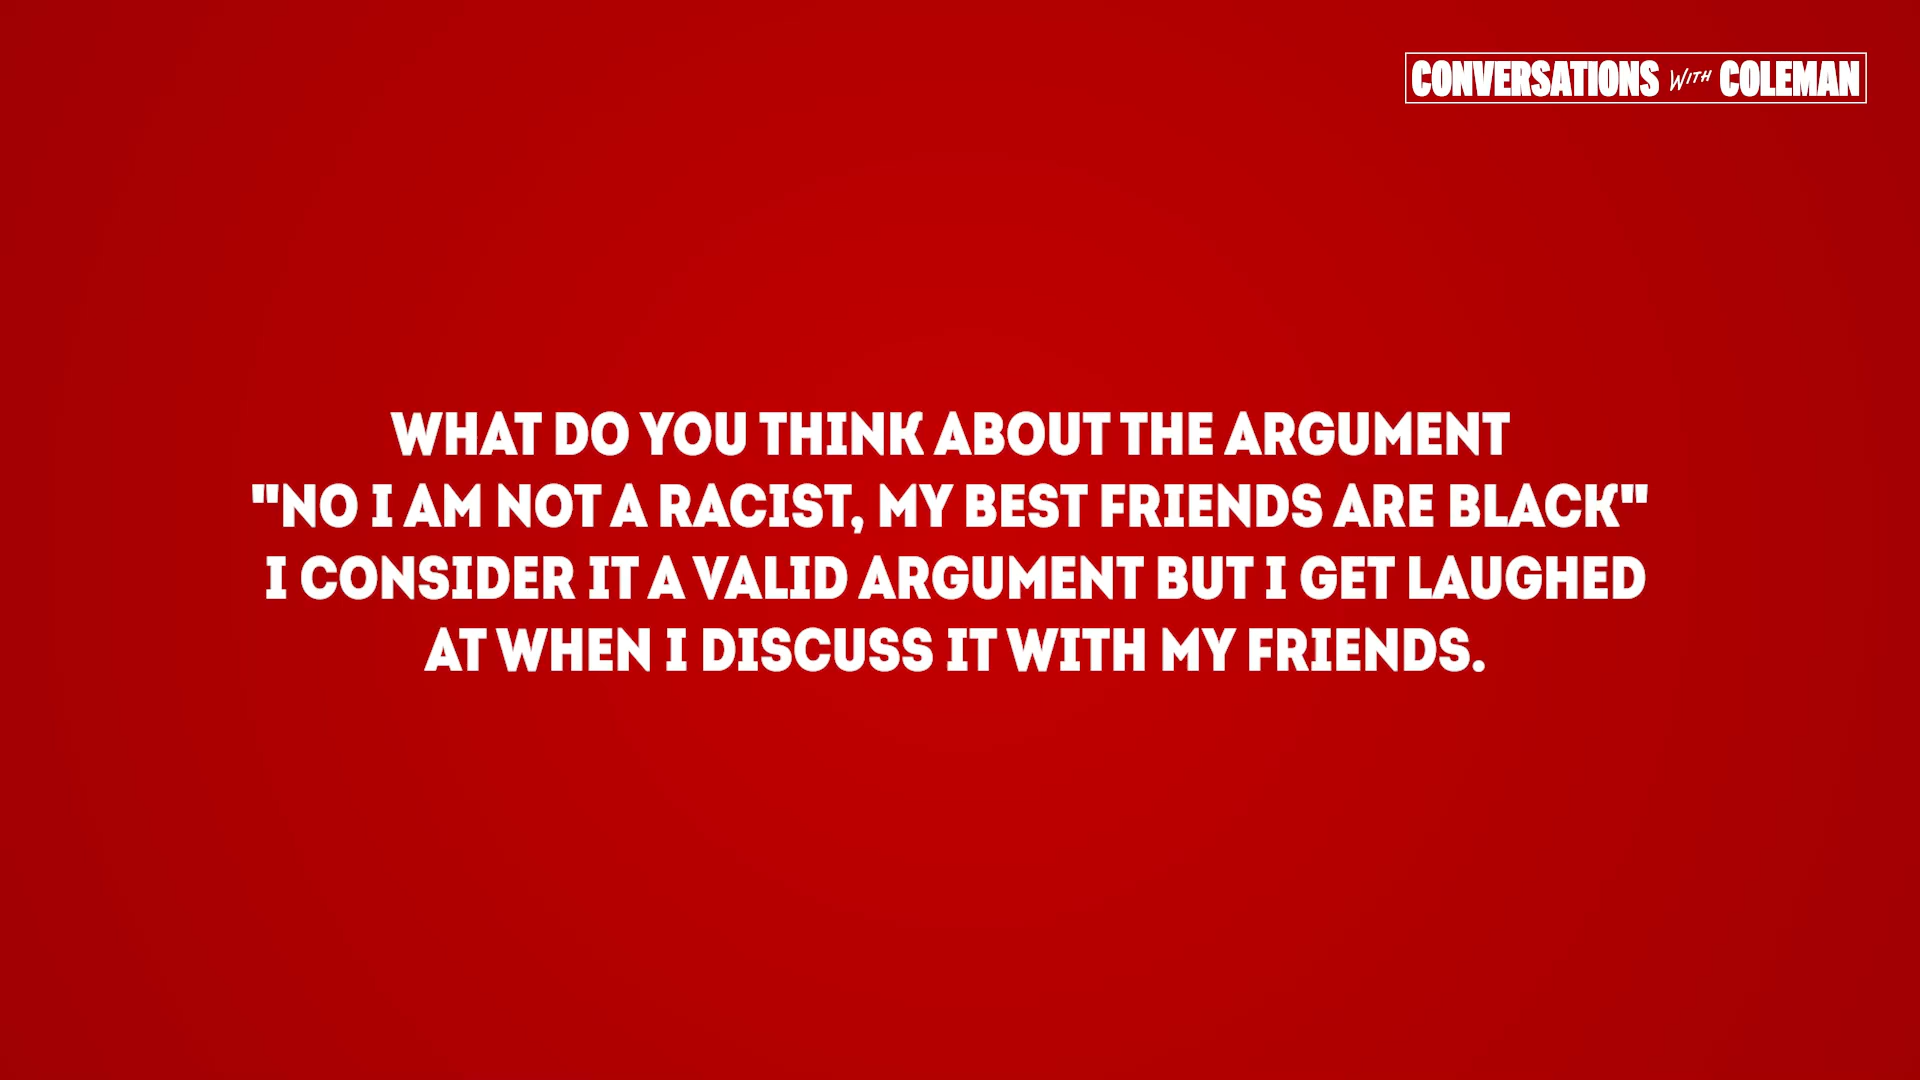 CONVERSATIONS WITH COLEMAN
WHAT DO YOU THINK ABOUT THE ARGUMENT
"NO I AM NOT A RACIST, MY BEST FRIENDS ARE BLACK"
I CONSIDER IT A VALID ARGUMENT BUT I GET LAUGHED
AT WHEN I DISCUSS IT WITH MY FRIENDS.